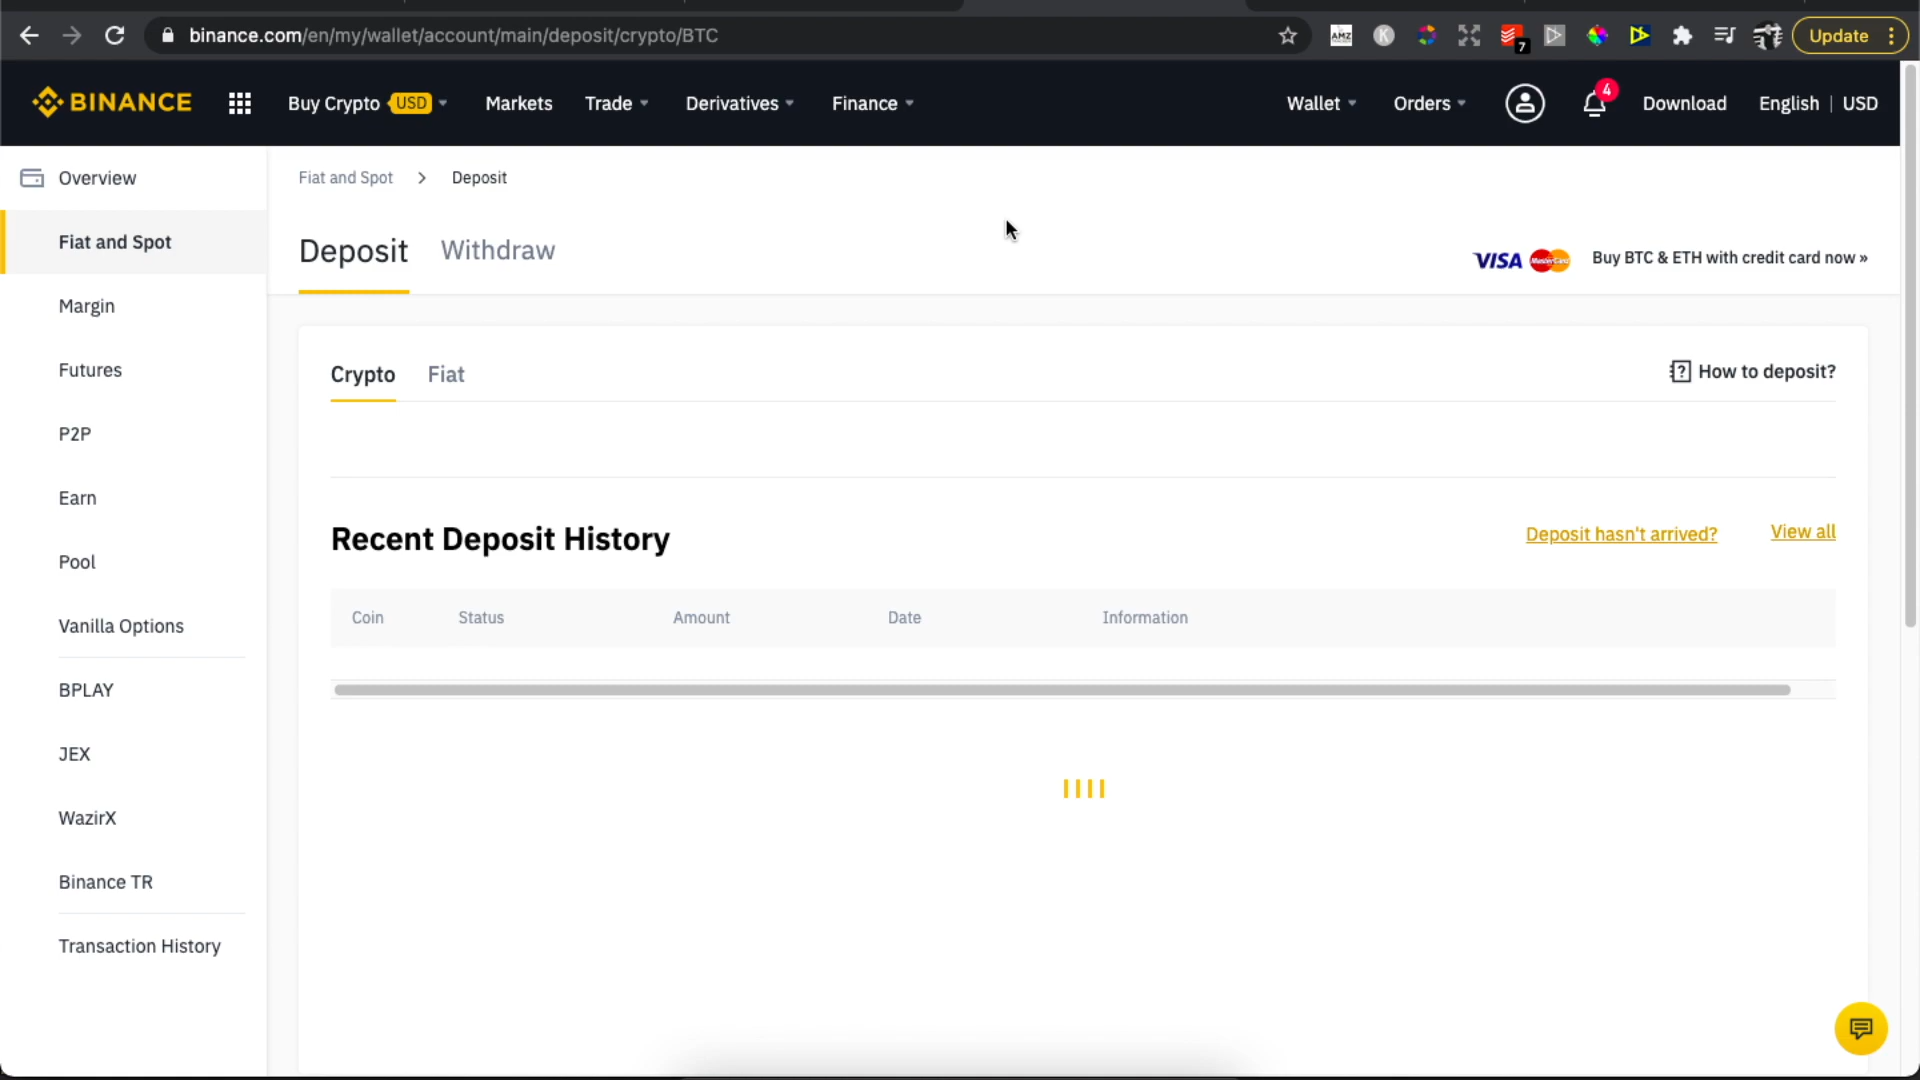 binance.com/en/my/wallet/account/main/deposit/crypto/BTC
AMZ
K
7
Update
BINANCE
Buy Crypto USD
Markets
Trade
Derivatives
Finance
Wallet
Orders
4
Download
English | USD
Overview
Fiat and Spot
Margin
Futures
P2P
Earn
Pool
Vanilla Options
BPLAY
JEX
WazirX
Binance TR
Transaction History
Fiat and Spot > Deposit
Deposit
Withdraw
VISA MasterCard
Buy BTC & ETH with credit card now »
Crypto
Fiat
How to deposit?
Recent Deposit History
Deposit hasn't arrived?
View all
Coin
Status
Amount
Date
Information